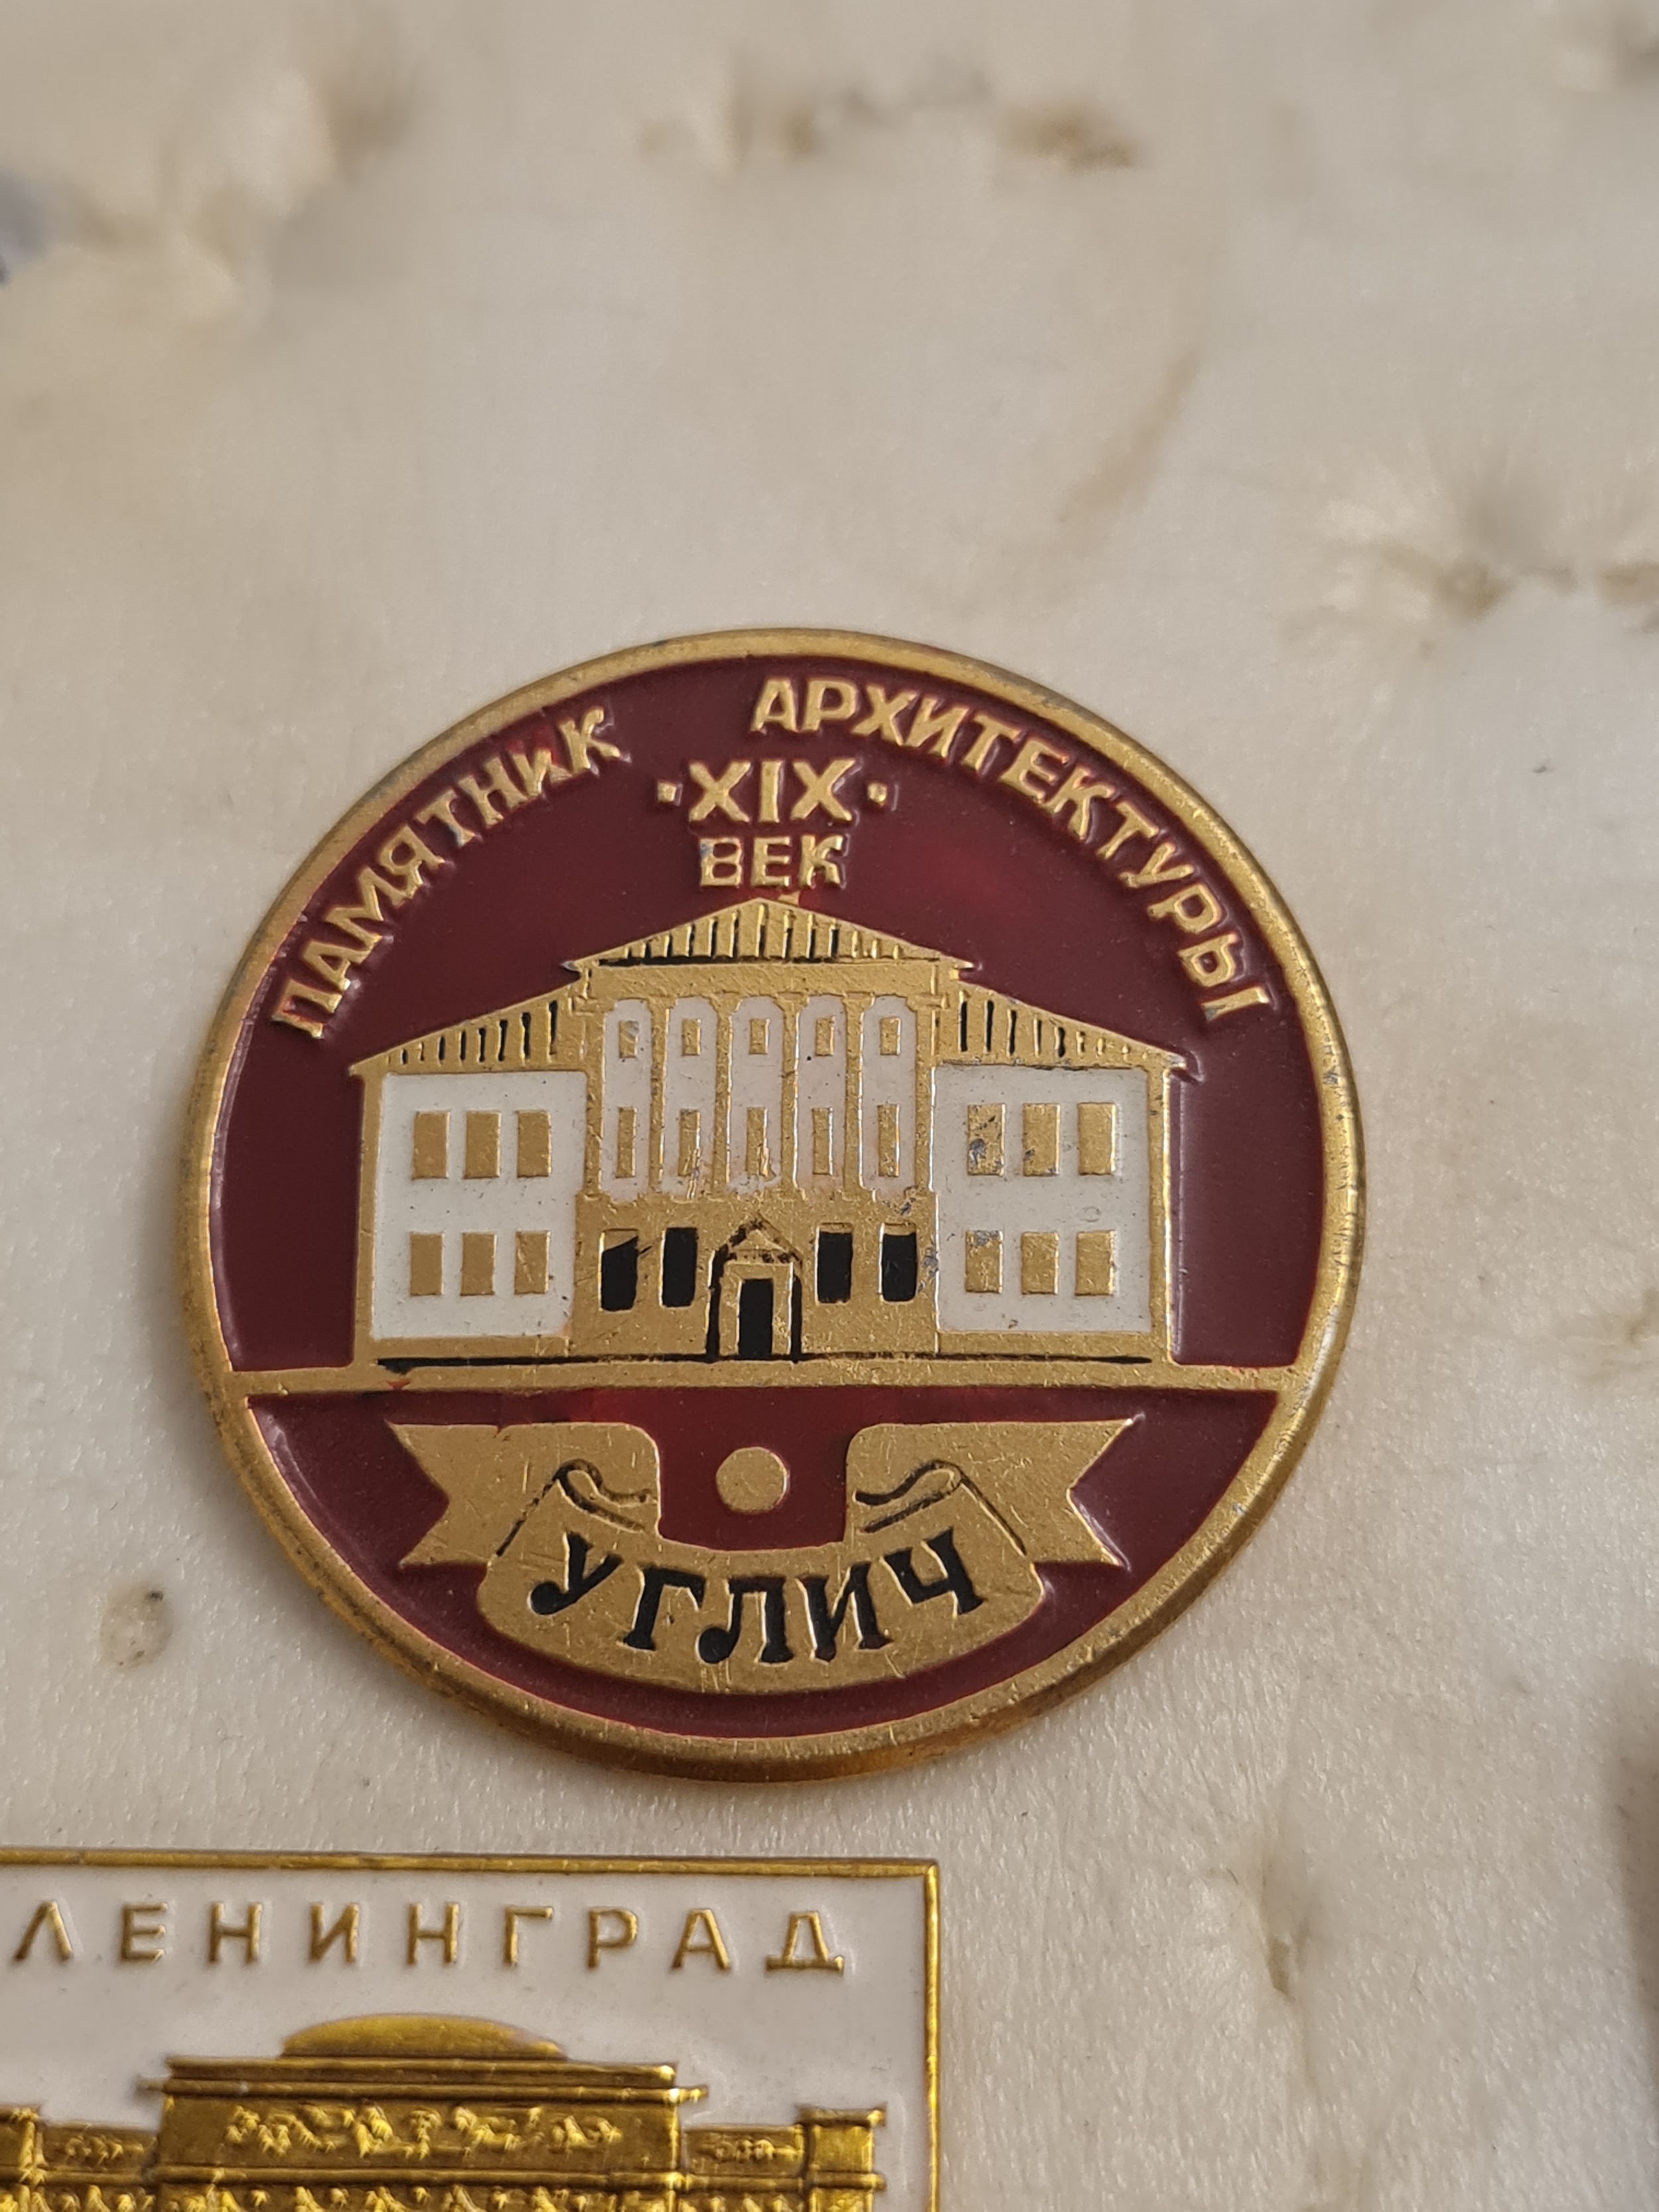 ПАМЯТНИК АРХИТЕКТУРЫ
·XIX·
ВЕК
УГЛИЧ
ЛЕНИНГРАД